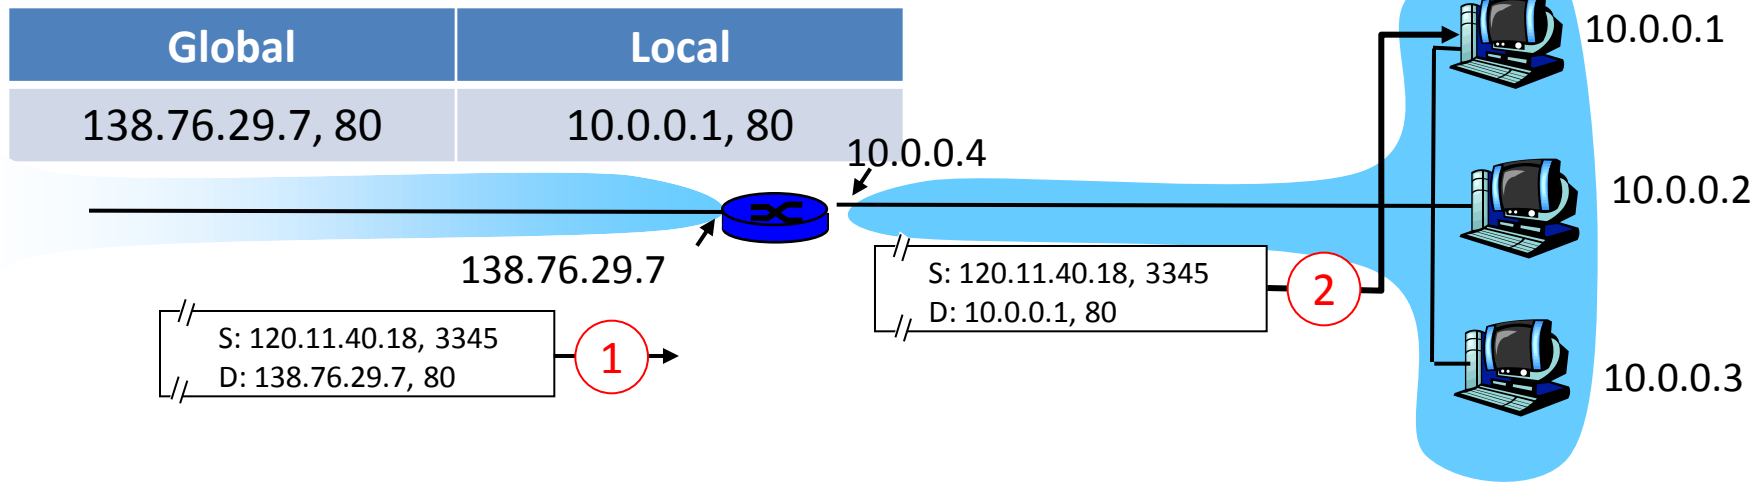 Global Local
138.76.29.7, 80 10.0.0.1, 80
10.0.0.1
10.0.0.4
10.0.0.2
138.76.29.7
S: 120.11.40.18, 3345
D: 10.0.0.1, 80
2
S: 120.11.40.18, 3345
D: 138.76.29.7, 80
1
10.0.0.3